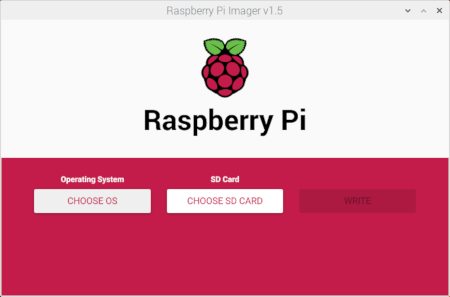 Raspberry Pi Imager v1.5
Raspberry Pi
Operating System
SD Card
CHOOSE OS
CHOOSE SD CARD
WRITE